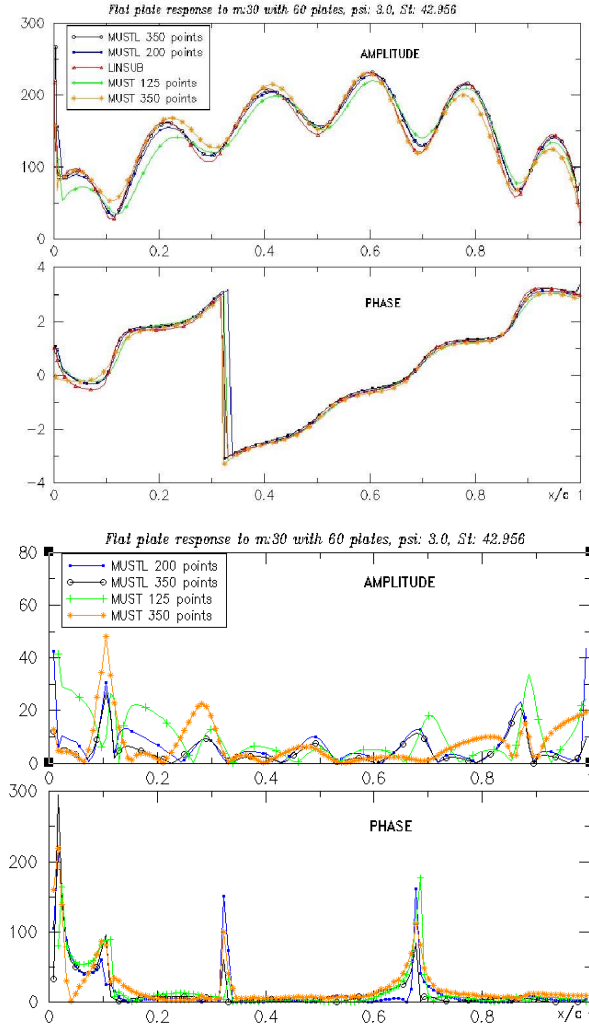 Flat plate response to m:30 with 60 plates, psi: 3.0, St: 42.956
300
200
100
0
MUSTL 350 points
MUSTL 200 points
LINSUB
MUST 125 points
MUST 350 points
AMPLITUDE
0 0.2 0.4 0.6 0.8 1
4
2
0
−2
−4
PHASE
0 0.2 0.4 0.6 0.8 x/c 1
Flat plate response to m:30 with 60 plates, psi: 3.0, St: 42.956
80
60
40
20
0
MUSTL 200 points
MUSTL 350 points
MUST 125 points
MUST 350 points
AMPLITUDE
0 0.2 0.4 0.6 0.8
300
200
100
0
PHASE
0 0.2 0.4 0.6 0.8 x/c 1